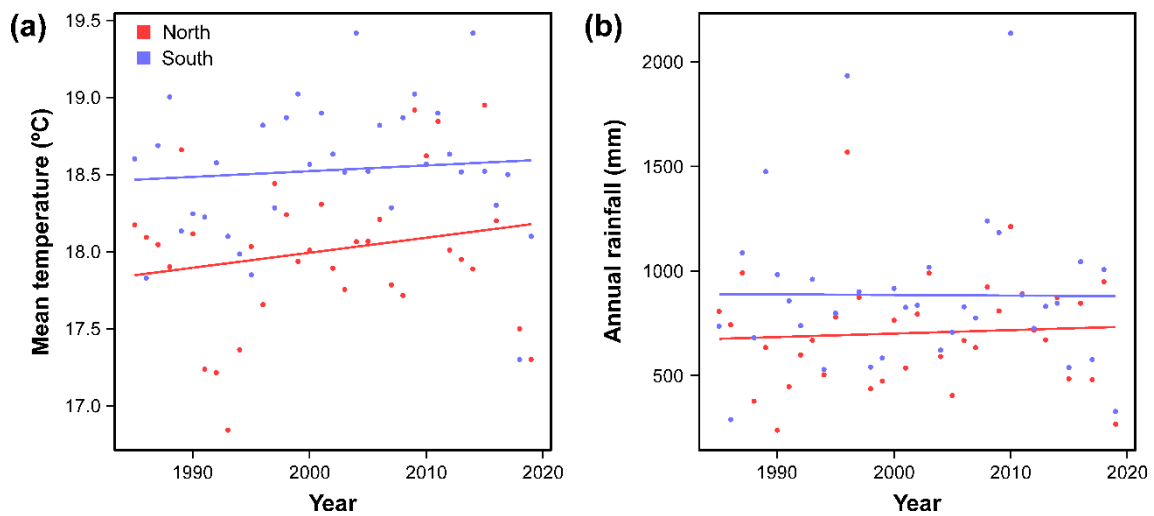 (a)
North
South
Mean temperature (ºC)
19.5
19.0
18.5
18.0
17.5
17.0
1990
2000
2010
2020
Year
(b)
Annual rainfall (mm)
2000
1500
1000
500
1990
2000
2010
2020
Year